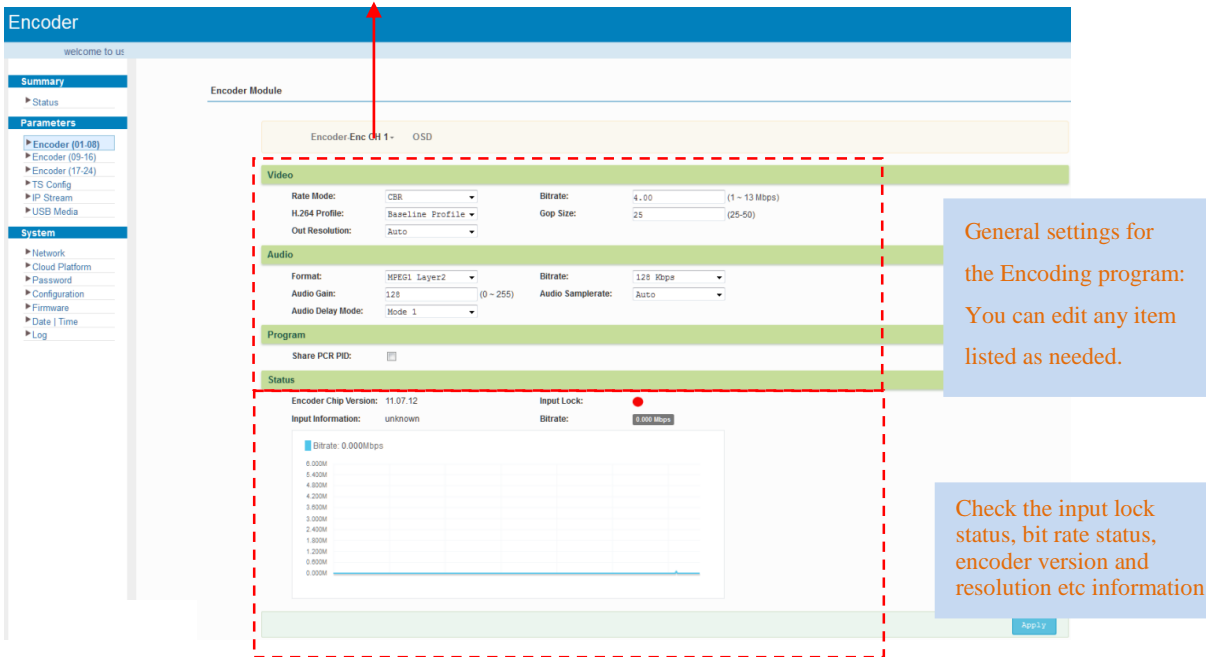 Encoder
welcome to us
Summary
Status
Parameters
Encoder (01-08)
Encoder (09-16)
Encoder (17-24)
TS Config
IP Stream
USB Media
System
Network
Cloud Platform
Password
Configuration
Firmware
Date | Time
Log
Encoder Module
Encoder-Enc CH 1- OSD
Video
Rate Mode: CBR Bitrate: 4.00 (1 ~ 13 Mbps)
H.264 Profile: Baseline Profile Gop Size: 25 (25-50)
Out Resolution: Auto
Audio
Format: MPEG1 Layer2 Bitrate: 128 Kbps
Audio Gain: 128 (0 ~ 255) Audio Samplerate: Auto
Audio Delay Mode: Mode 1
Program
Share PCR PID:
Status
Encoder Chip Version: 11.07.12 Input Lock:
Input Information: unknown Bitrate: 0.000 Mbps
Bitrate: 0.000Mbps
6.000M
5.400M
4.800M
4.200M
3.600M
3.000M
2.400M
1.800M
1.200M
0.600M
0.000M
Apply
General settings for
the Encoding program:
You can edit any item
listed as needed.
Check the input lock
status, bit rate status,
encoder version and
resolution etc information